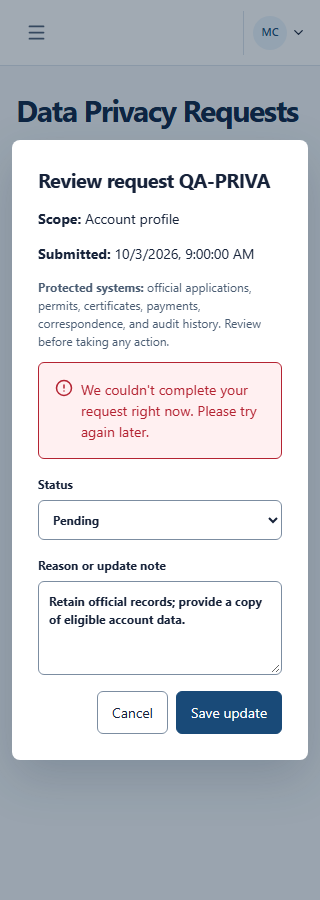 MC
Data Privacy Requests
Review request QA-PRIVA
Scope: Account profile
Submitted: 10/3/2026, 9:00:00 AM
Protected systems: official applications,
permits, certificates, payments,
correspondence, and audit history. Review
before taking any action.
We couldn't complete your
request right now. Please try
again later.
Status
Pending
Reason or update note
Retain official records; provide a copy
of eligible account data.
Cancel
Save update